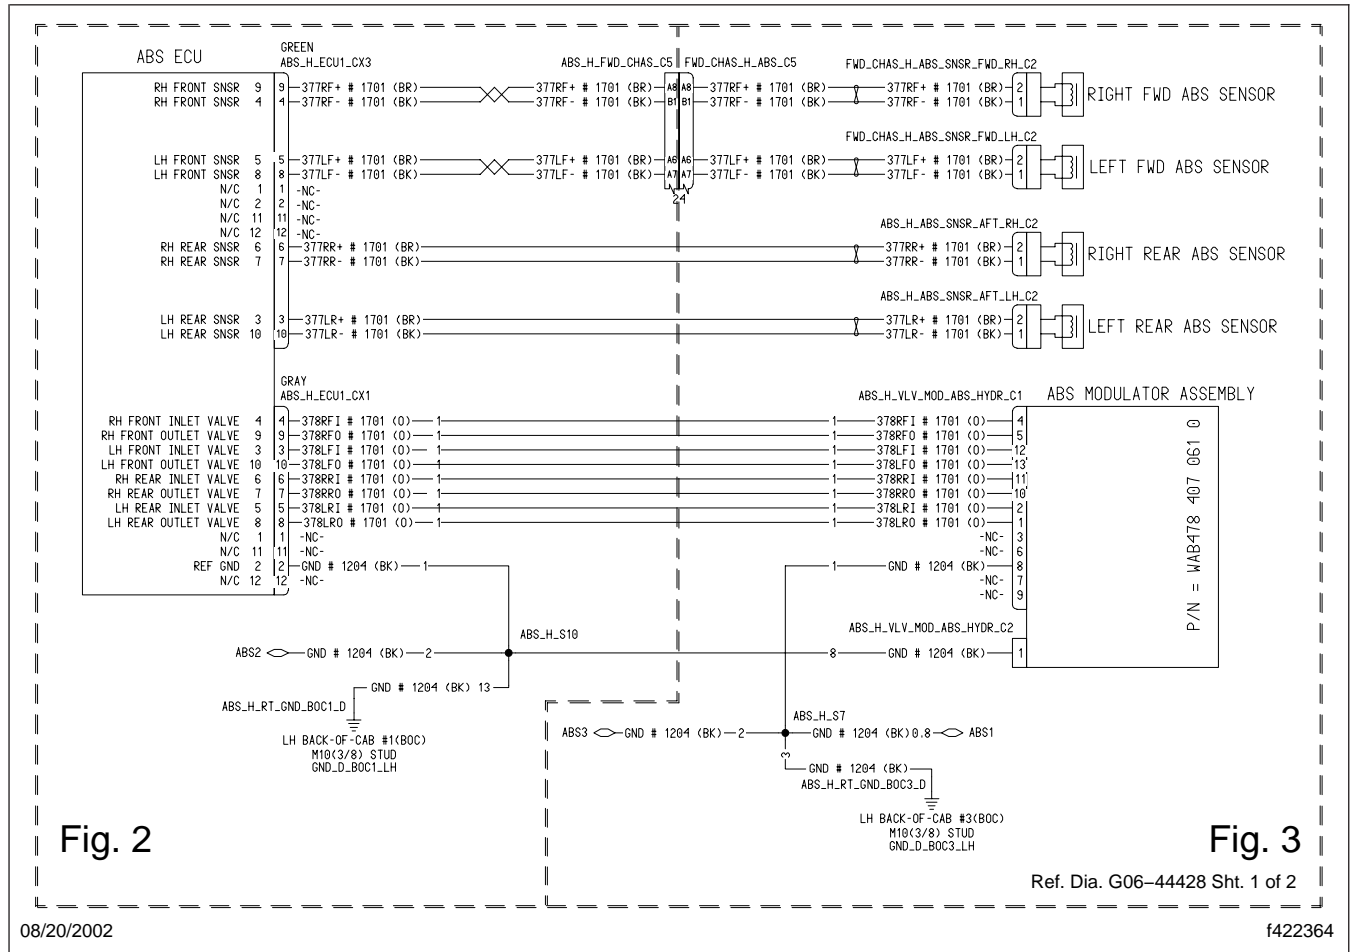 ABS ECU
GREEN
ABS_H_ECU1_CX3
ABS_H_FWD_CHAS_C5 FWD_CHAS_H_ABS_C5
FWD_CHAS_H_ABS_SNSR_FWD_RH_C2
RH FRONT SNSR 9 9 377RF+ # 1701 (BR) 377RF+ # 1701 (BR) A8 A8 377RF+ # 1701 (BR) 377RF+ # 1701 (BR) 2
RH FRONT SNSR 4 4 377RF- # 1701 (BK) 377RF- # 1701 (BK) B1 B1 377RF- # 1701 (BK) 377RF- # 1701 (BK) 1
RIGHT FWD ABS SENSOR
FWD_CHAS_H_ABS_SNSR_FWD_LH_C2
LH FRONT SNSR 5 5 377LF+ # 1701 (BR) 377LF+ # 1701 (BR) A6 A6 377LF+ # 1701 (BR) 377LF+ # 1701 (BR) 2
LH FRONT SNSR 8 8 377LF- # 1701 (BK) 377LF- # 1701 (BK) A7 A7 377LF- # 1701 (BK) 377LF- # 1701 (BK) 1
LEFT FWD ABS SENSOR
N/C 1 1 -NC-
24
N/C 2 2 -NC-
N/C 11 11 -NC-
N/C 12 12 -NC-
ABS_H_ABS_SNSR_AFT_RH_C2
RH REAR SNSR 6 6 377RR+ # 1701 (BR) 377RR+ # 1701 (BR) 2
RH REAR SNSR 7 7 377RR- # 1701 (BK) 377RR- # 1701 (BK) 1
RIGHT REAR ABS SENSOR
ABS_H_ABS_SNSR_AFT_LH_C2
LH REAR SNSR 3 3 377LR+ # 1701 (BR) 377LR+ # 1701 (BR) 2
LH REAR SNSR 10 10 377LR- # 1701 (BK) 377LR- # 1701 (BK) 1
LEFT REAR ABS SENSOR
GRAY
ABS_H_ECU1_CX1
ABS_H_VLV_MOD_ABS_HYDR_C1
ABS MODULATOR ASSEMBLY
RH FRONT INLET VALVE 4 4 378RFI # 1701 (O) 1 1 378RFI # 1701 (O) 4
RH FRONT OUTLET VALVE 9 9 378RFO # 1701 (O) 1 1 378RFO # 1701 (O) 5
LH FRONT INLET VALVE 3 3 378LFI # 1701 (O) 1 1 378LFI # 1701 (O) 12
LH FRONT OUTLET VALVE 10 10 378LFO # 1701 (O) 1 1 378LFO # 1701 (O) 13
RH REAR INLET VALVE 6 6 378RRI # 1701 (O) 1 1 378RRI # 1701 (O) 11
RH REAR OUTLET VALVE 7 7 378RRO # 1701 (O) 1 1 378RRO # 1701 (O) 10
LH REAR INLET VALVE 5 5 378LRI # 1701 (O) 1 1 378LRI # 1701 (O) 2
LH REAR OUTLET VALVE 8 8 378LRO # 1701 (O) 1 1 378LRO # 1701 (O) 1
N/C 1 1 -NC- -NC- 3
N/C 11 11 -NC- -NC- 6
REF GND 2 2 GND # 1204 (BK) 1 1 GND # 1204 (BK) 8
N/C 12 12 -NC- -NC- 7
-NC- 9
P/N = WAB478 407 061 0
ABS_H_S10
ABS_H_VLV_MOD_ABS_HYDR_C2
ABS2 GND # 1204 (BK) 2 8 GND # 1204 (BK) 1
GND # 1204 (BK) 13
ABS_H_RT_GND_BOC1_D
LH BACK-OF-CAB #1(BOC)
M10(3/8) STUD
GND_D_BOC1_LH
ABS_H_S7
ABS3 GND # 1204 (BK) 2 GND # 1204 (BK) 0.8 ABS1
3
GND # 1204 (BK)
ABS_H_RT_GND_BOC3_D
LH BACK-OF-CAB #3(BOC)
M10(3/8) STUD
GND_D_BOC3_LH
Fig. 2
Fig. 3
Ref. Dia. G06–44428 Sht. 1 of 2
08/20/2002
f422364